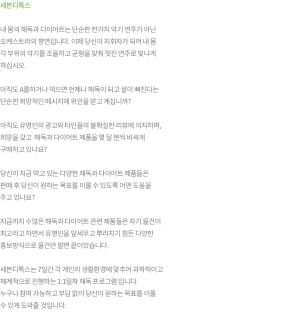 세븐디톡스
내 몸의 해독과 다이어트는 단순한 한가지 악기 연주가 아닌
오케스트라의 향연입니다. 이제 당신이 지휘자가 되어 내 몸
각 부위의 악기를 조율하고 균형을 맞춰 멋진 연주로 빛나게
하십시오.
아직도 A를하거나 먹으면 언제나 해독이 되고 살이 빠진다는
단순한 희망적인 메시지에 위안을 받고 계십니까?
아직도 유명인의 광고와 타인들의 불확실한 리뷰에 의지하며,
희망을 갖고 해독과 다이어트 제품을 몇 달 분씩 비싸게
구매하고 있나요?
당신이 지금 먹고 있는 다양한 해독과 다이어트 제품들은
판매 후 당신이 원하는 목표를 이룰 수 있도록 어떤 도움을
주고 있나요?
지금까지 수많은 해독과 다이어트 관련 제품들은 자기 물건이
최고라고 하면서 유명인을 앞세우고 뿌리치기 힘든 다양한
홍보방식으로 물건만 팔면 끝이었습니다.
세븐디톡스는 7일간 각 개인의 생활환경에 맞추어 과학적이고
체계적으로 진행하는 1:1밀착 해독 프로그램 입니다.
누구나 참여 가능하고 부담 없이 당신이 원하는 목표를 이룰
수 있게 도와줄 것입니다.